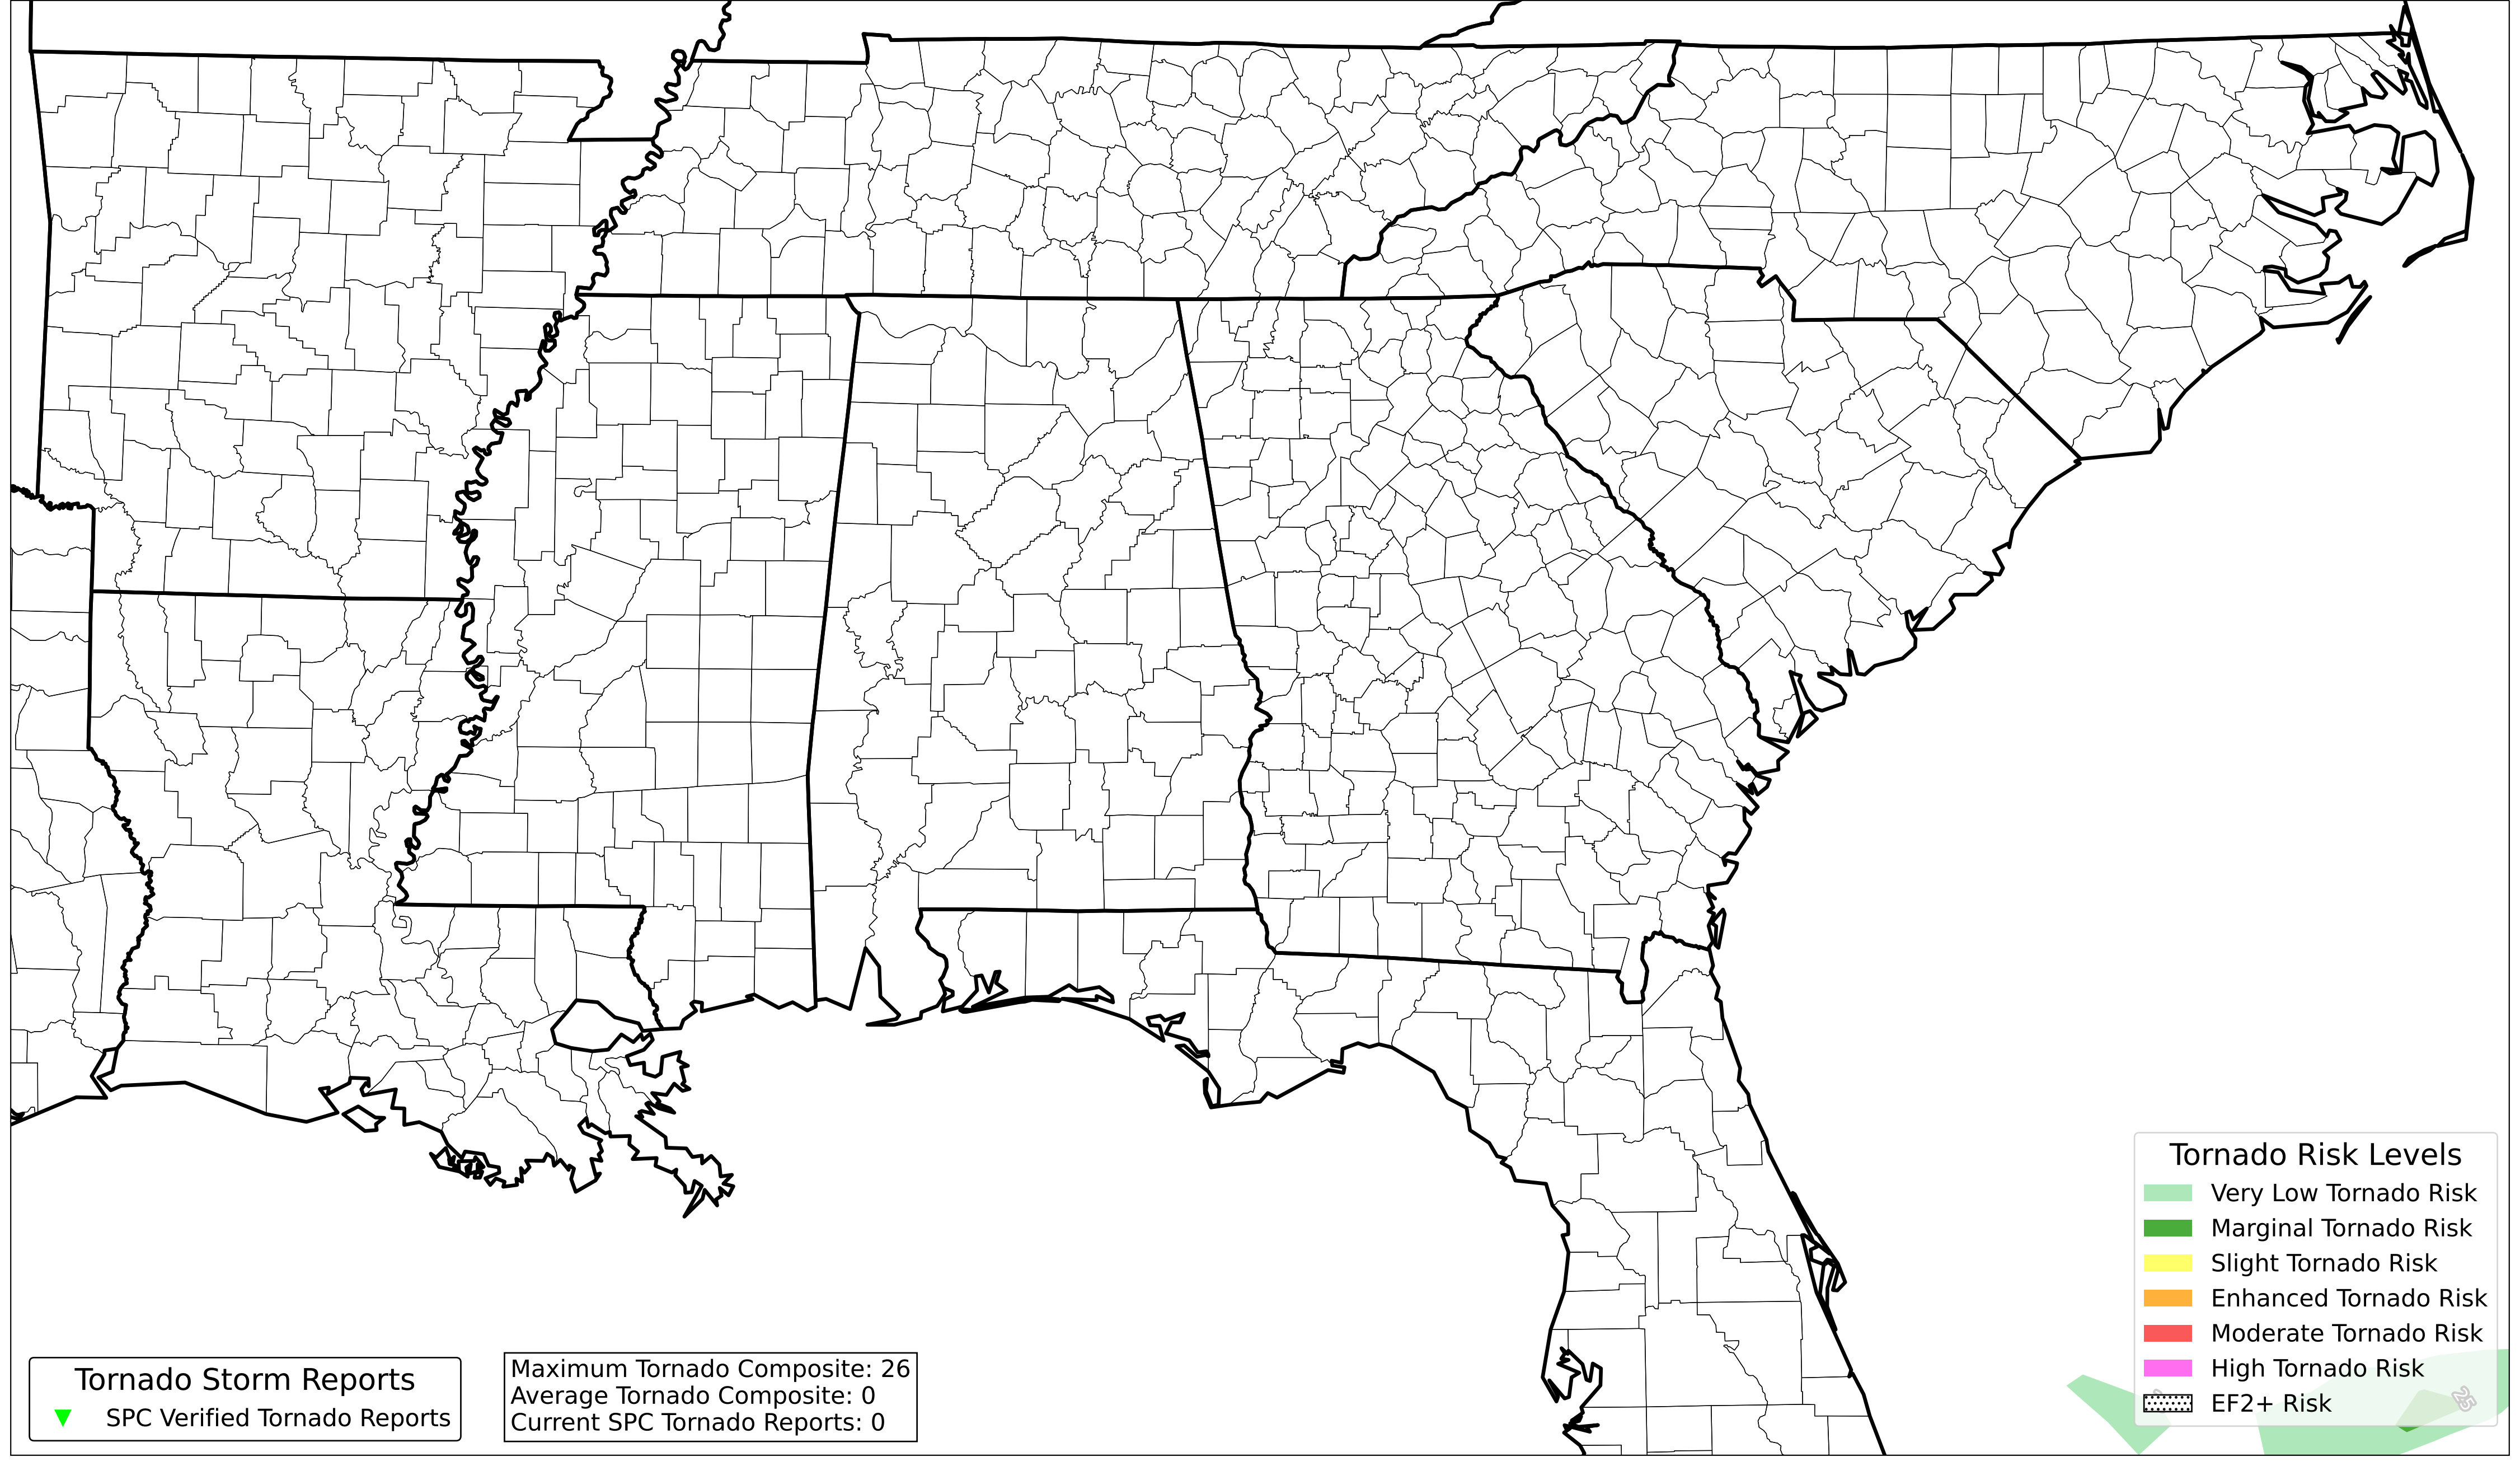 Tornado Risk Levels
Very Low Tornado Risk
Marginal Tornado Risk
Slight Tornado Risk
Enhanced Tornado Risk
Moderate Tornado Risk
High Tornado Risk
EF2+ Risk
25
Tornado Storm Reports
SPC Verified Tornado Reports
Maximum Tornado Composite: 26
Average Tornado Composite: 0
Current SPC Tornado Reports: 0